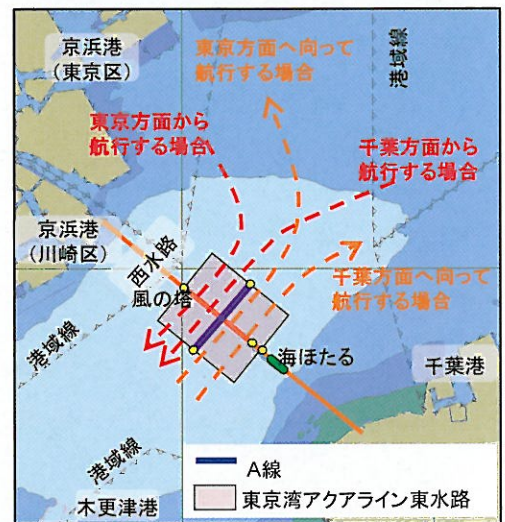 京浜港
(東京区)
東京方面へ向って
航行する場合
港域線
東京方面から
航行する場合
千葉方面から
航行する場合
京浜港
(川崎区)
西水路
風の塔
千葉方面へ向って
航行する場合
港域線
海ほたる
千葉港
港域線
木更津港
A線
東京湾アクアライン東水路